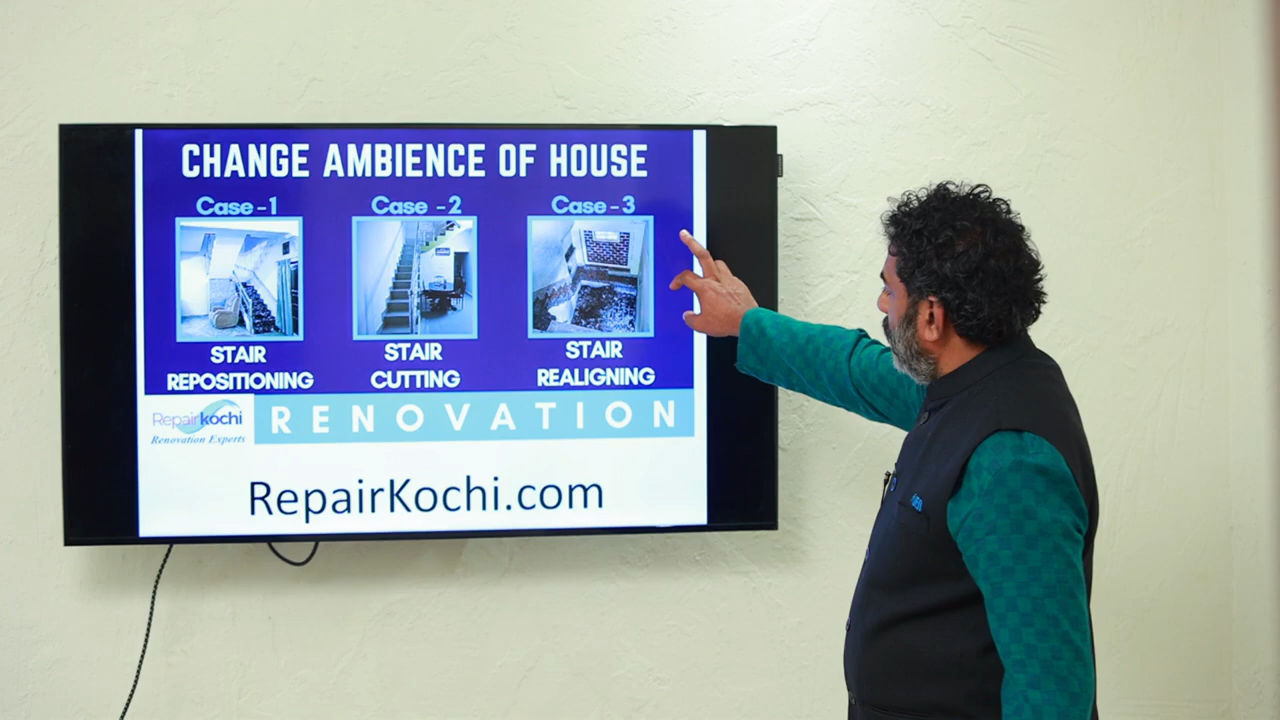 CHANGE AMBIENCE OF HOUSE
Case -1
Case -2
Case -3
STAIR
REPOSITIONING
STAIR
CUTTING
STAIR
REALIGNING
Repairkochi
Renovation Experts
RENOVATION
RepairKochi.com